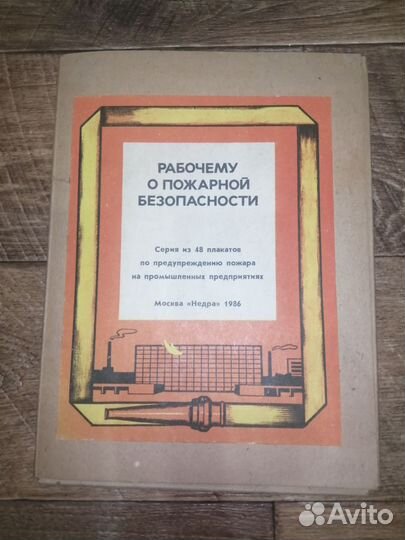 РАБОЧЕМУ
О ПОЖАРНОЙ
БЕЗОПАСНОСТИ
Серия из 48 плакатов
по предупреждению пожара
на промышленных предприятиях
Москва «Недра» 1986
Avito